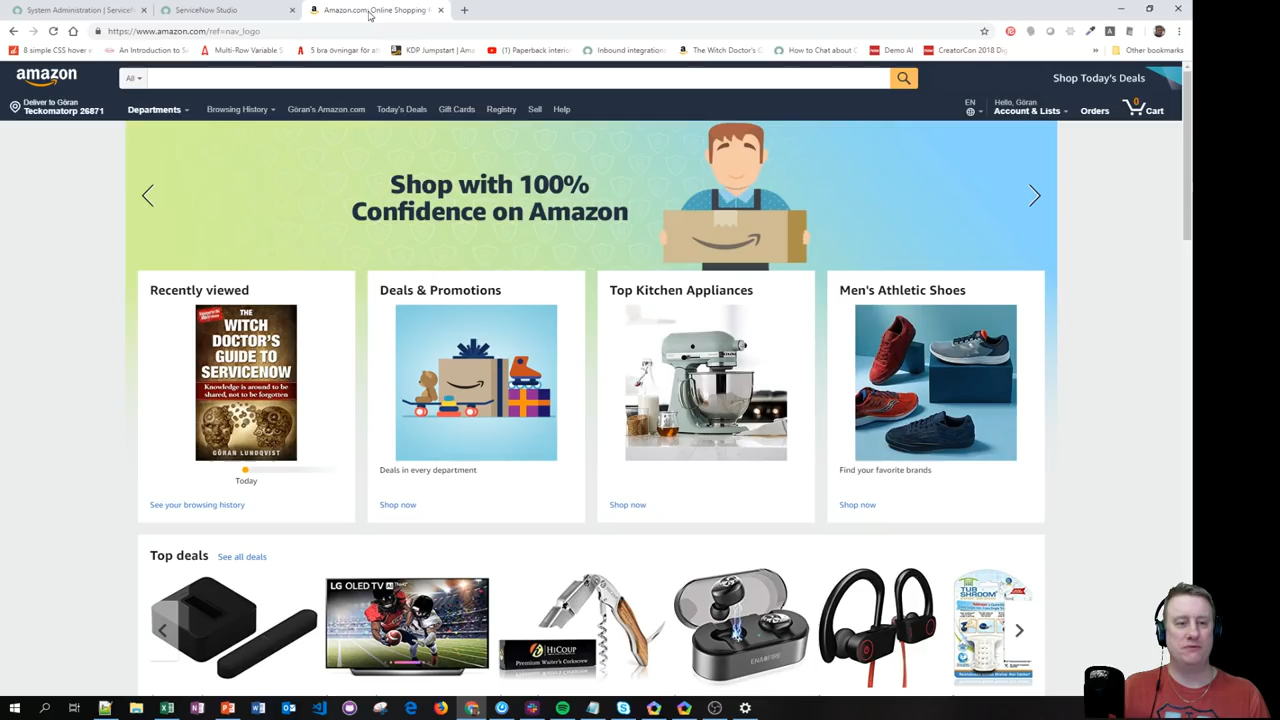 System Administration | ServiceN
ServiceNow Studio
Amazon.com: Online Shopping f
https://www.amazon.com/ref=nav_logo
8 simple CSS hover e
An Introduction to S
Multi-Row Variable S
5 bra övningar för at
KDP Jumpstart | Ama
(1) Paperback interio
Inbound integrations
The Witch Doctor's G
How to Chat about C
Demo AI
CreatorCon 2018 Dig
Other bookmarks
amazon
All
Shop Today's Deals
Deliver to Göran
Teckomatorp 26871
Departments
Browsing History
Göran's Amazon.com
Today's Deals
Gift Cards
Registry
Sell
Help
EN
Hello, Göran
Account & Lists
Orders
0
Cart
Shop with 100%
Confidence on Amazon
Recently viewed
THE
WITCH
DOCTOR'S
GUIDE TO
SERVICENOW
Knowledge is around to be
shared, not to be forgotten
GÖRAN LUNDQVIST
Today
See your browsing history
Deals & Promotions
Deals in every department
Shop now
Top Kitchen Appliances
Shop now
Men's Athletic Shoes
Find your favorite brands
Shop now
Top deals
See all deals
LG OLED TV AI ThinQ
HiCoup
Premium Waiter's Corkscrew
ENACFIRE
TUB
SHROOM